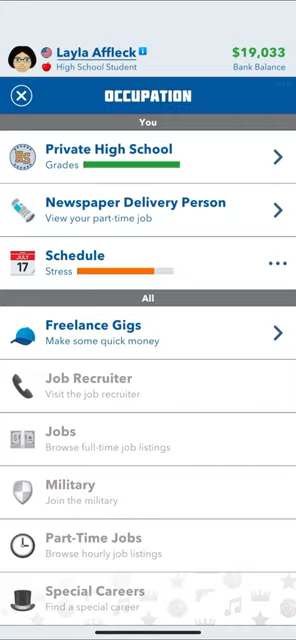 Layla Affleck
$19,033
High School Student
Bank Balance
OCCUPATION
You
HS
Private High School
Grades
Newspaper Delivery Person
View your part-time job
JULY
17
Schedule
Stress
All
Freelance Gigs
Make some quick money
Job Recruiter
Visit the job recruiter
Jobs
Browse full-time job listings
Military
Join the military
Part-Time Jobs
Browse hourly job listings
Special Careers
Find a special career